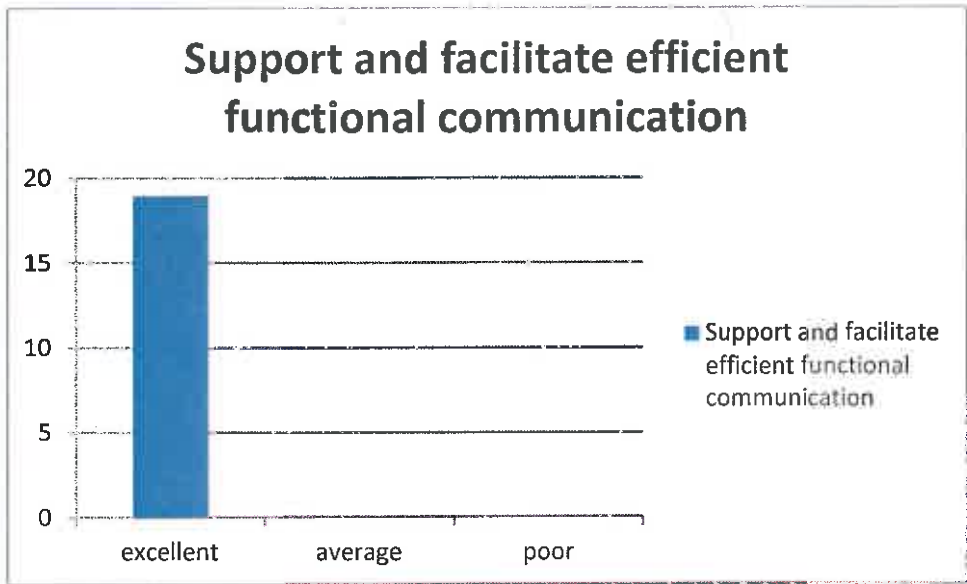 Support and facilitate efficient
functional communication
20
15
10
5
0
excellent average poor
Support and facilitate
efficient functional
communication